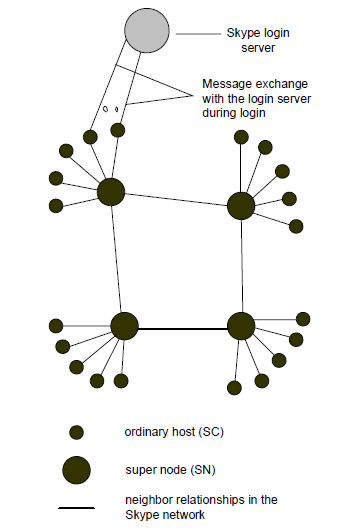 Skype login
server
Message exchange
with the login server
during login
ordinary host (SC)
super node (SN)
neighbor relationships in the
Skype network